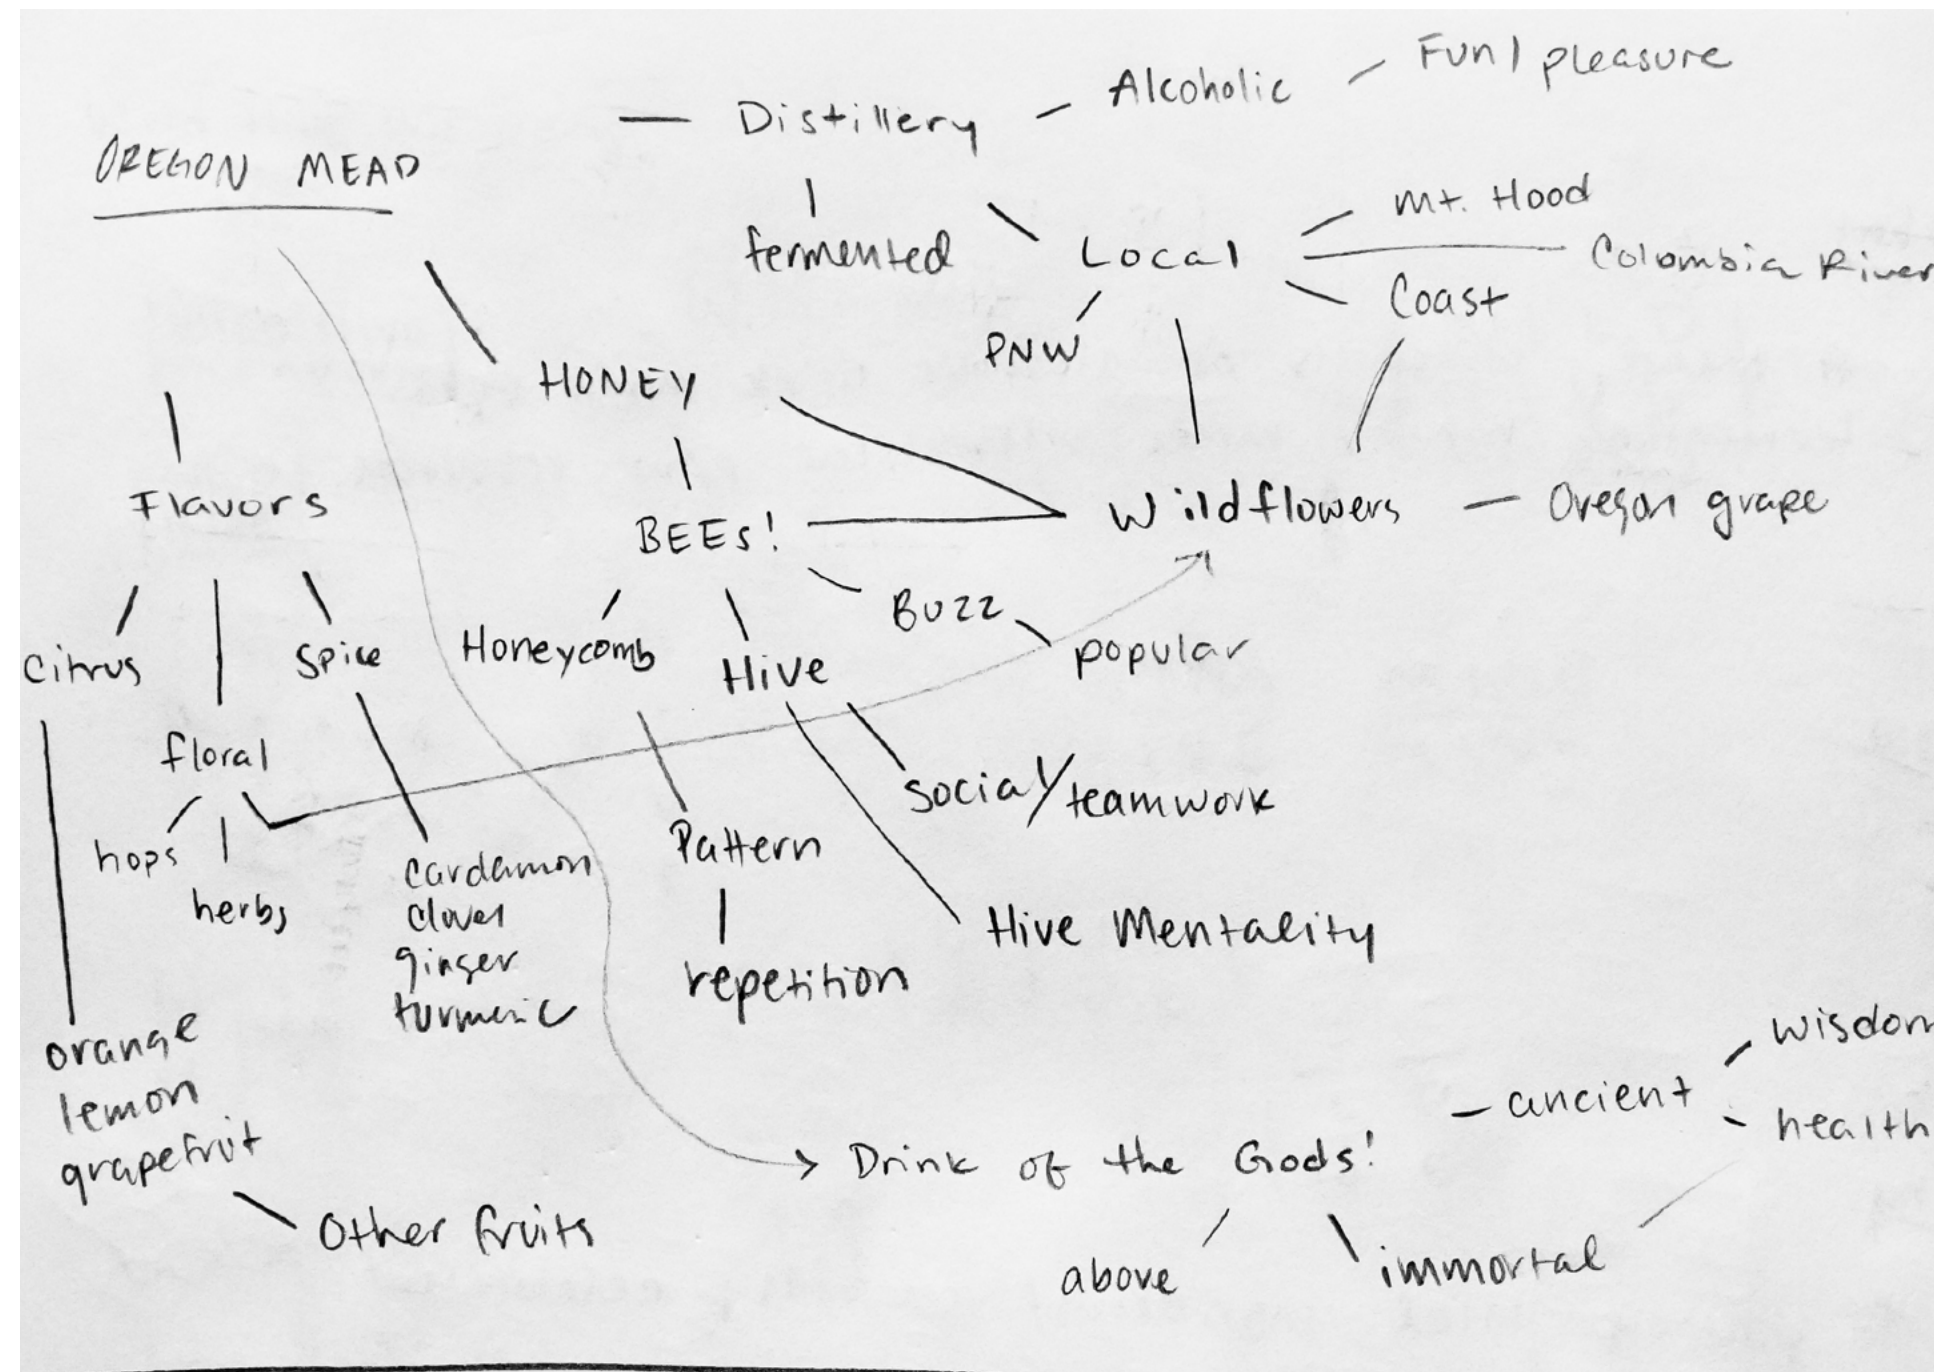 Fun / pleasure
Alcoholic
Distillery
OREGON MEAD
fermented
Local
Mt. Hood
Colombia River
Coast
PNW
HONEY
Flavors
BEEs!
Wildflowers
Oregon grape
Buzz
popular
Citrus
Spice
Honeycomb
Hive
floral
hops
herbs
social/teamwork
Pattern
cardamon
ginger
turmeric
Hive Mentality
repetition
orange
lemon
grapefruit
Other fruits
wisdom
ancient
health
Drink of the Gods!
above
immortal